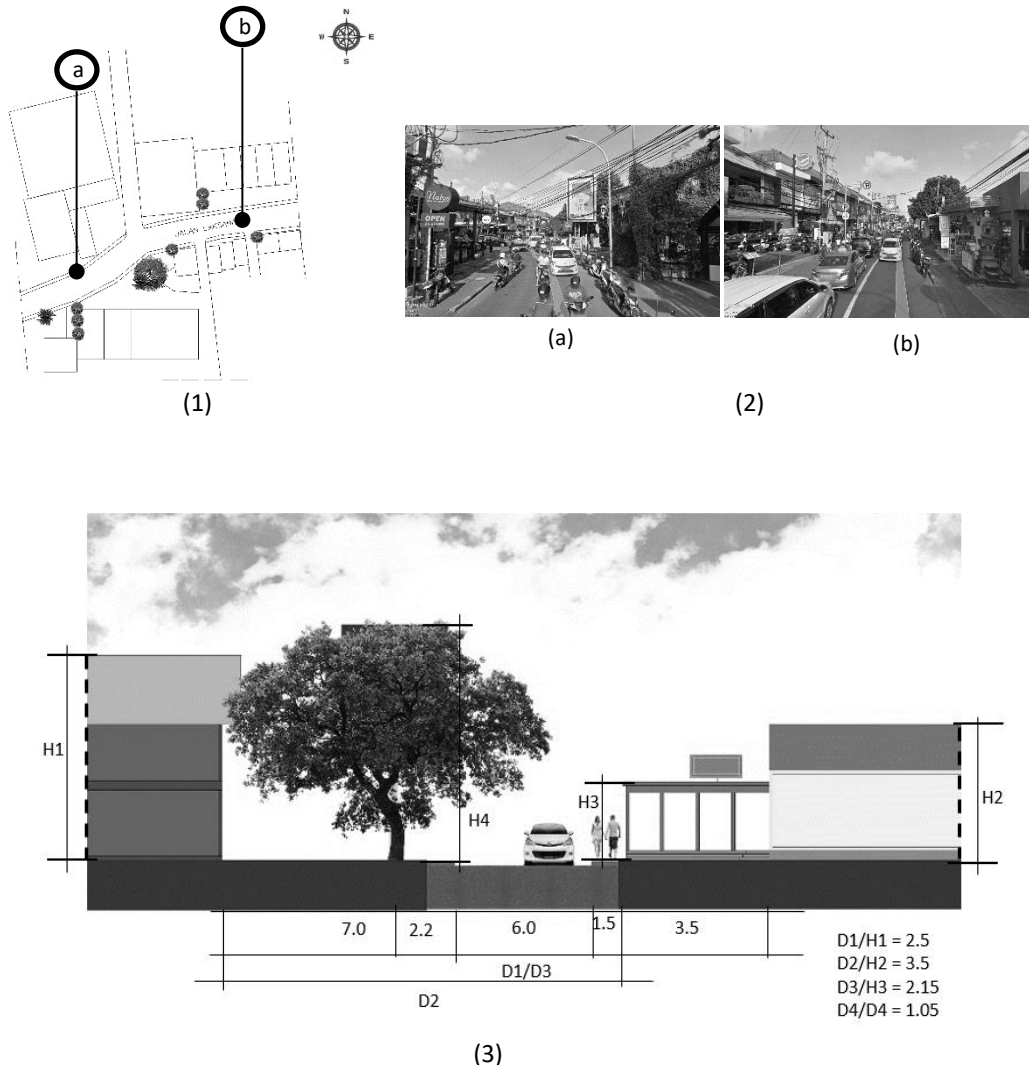 a
b
N
W E
S
JALAN
Natys
OPEN
(a)
(b)
(1)
(2)
H1
H4
H3
H2
7.0
2.2
6.0
1.5
3.5
D1/D3
D2
D1/H1 = 2.5
D2/H2 = 3.5
D3/H3 = 2.15
D4/D4 = 1.05
(3)